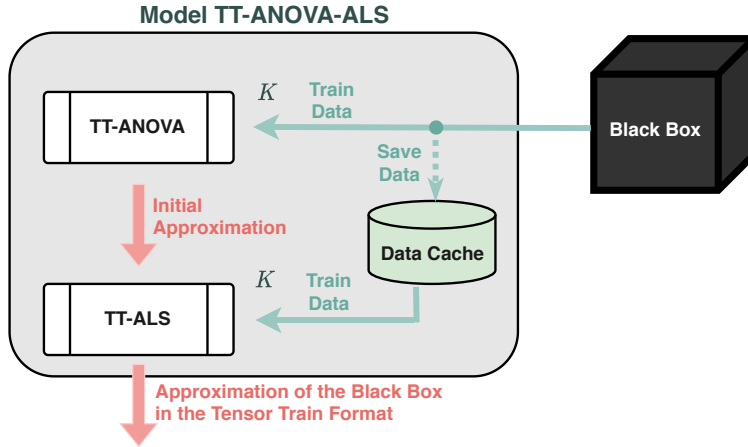 Model TT-ANOVA-ALS
K
Train
Data
TT-ANOVA
Black Box
Save
Data
Initial
Approximation
Data Cache
K
Train
Data
TT-ALS
Approximation of the Black Box
in the Tensor Train Format